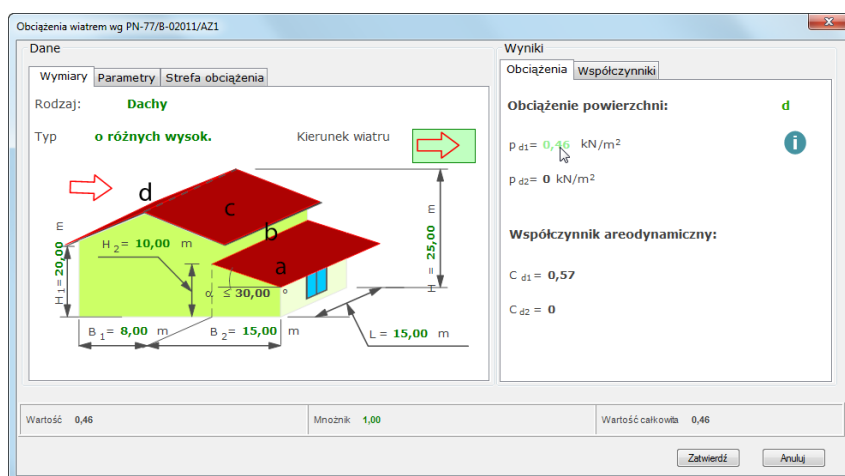 Obciążenia wiatrem wg PN-77/B-02011/AZ1
x
Dane
Wymiary Parametry Strefa obciążenia
Rodzaj: Dachy
Typ o różnych wysok. Kierunek wiatru
d
c
b
a
H 1= 20,00 m
H 2= 10,00 m
α ≤ 30,00 °
H = 25,00 m
B 1= 8,00 m
B 2= 15,00 m
L = 15,00 m
Wyniki
Obciążenia Współczynniki
Obciążenie powierzchni: d
p d1= 0,46 kN/m²
i
p d2= 0 kN/m²
Współczynnik areodynamiczny:
C d1= 0,57
C d2 = 0
Wartość 0,46 Mnożnik 1,00 Wartość całkowita 0,46
Zatwierdź Anuluj